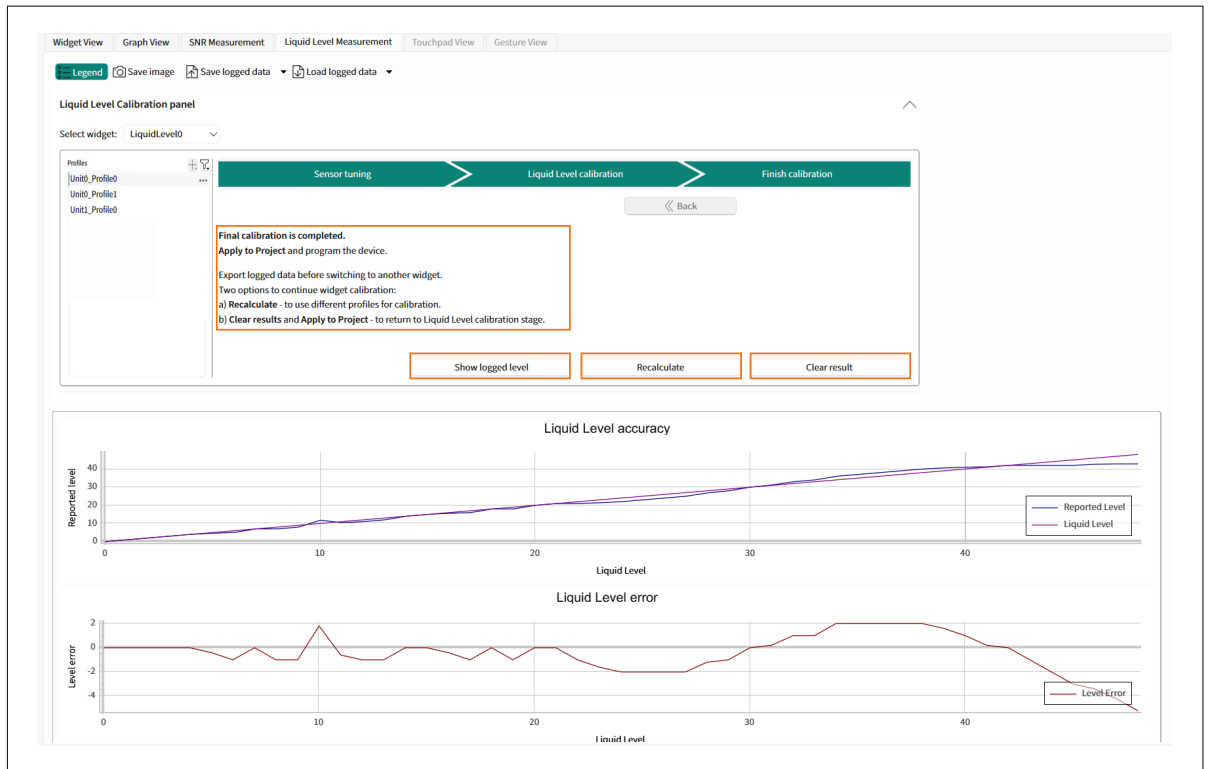 Widget View Graph View SNR Measurement Liquid Level Measurement Touchpad View Gesture View
Legend Save image Save logged data Load logged data
Liquid Level Calibration panel
Select widget: LiquidLevel0
Profiles
Unit0_Profile0 ...
Unit0_Profile1
Unit1_Profile0
Sensor tuning Liquid Level calibration Finish calibration
Back
Final calibration is completed.
Apply to Project and program the device.
Export logged data before switching to another widget.
Two options to continue widget calibration:
a) Recalculate - to use different profiles for calibration.
b) Clear results and Apply to Project - to return to Liquid Level calibration stage.
Show logged level Recalculate Clear result
Liquid Level accuracy
Reported level
40
30
20
10
0
0 10 20 30 40
Liquid Level
Reported Level
Liquid Level
Liquid Level error
Level error
2
0
-2
-4
0 10 20 30 40
Level Error
Liquid Level